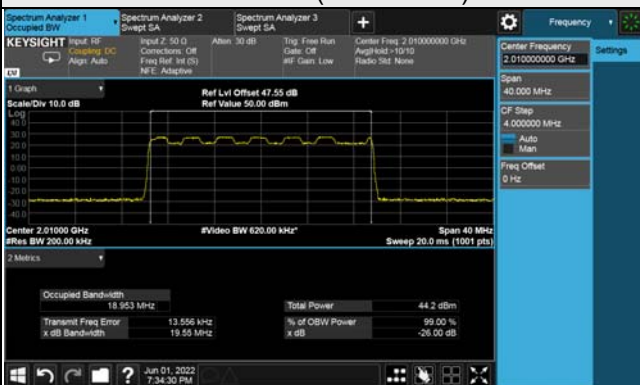 Spectrum Analyzer 1
Occupied BW
Spectrum Analyzer 2
Swept SA
Spectrum Analyzer 3
Swept SA
+
Frequency
KEYSIGHT
Input: RF
Coupling: DC
Align: Auto
Input Z: 50 Ω
Corrections: Off
Freq Ref: Int (S)
NFE: Adaptive
Atten: 30 dB
Trig: Free Run
Gate: Off
#IF Gain: Low
Center Freq: 2.010000000 GHz
Avg|Hold:>10/10
Radio Std: None
LXI
Center Frequency
2.010000000 GHz
Settings
Span
40.000 MHz
CF Step
4.000000 MHz
Auto
Man
Freq Offset
0 Hz
1 Graph
Scale/Div 10.0 dB
Ref Lvl Offset 47.55 dB
Ref Value 50.00 dBm
Log
40.0
30.0
20.0
10.0
0.00
-10.0
-20.0
-30.0
-40.0
Center 2.01000 GHz
#Res BW 200.00 kHz
#Video BW 620.00 kHz*
Span 40 MHz
Sweep 20.0 ms (1001 pts)
2 Metrics
Occupied Bandwidth
18.953 MHz
Total Power
44.2 dBm
Transmit Freq Error
13.556 kHz
% of OBW Power
99.00 %
x dB Bandwidth
19.55 MHz
x dB
-26.00 dB
?
Jun 01, 2022
7:34:30 PM